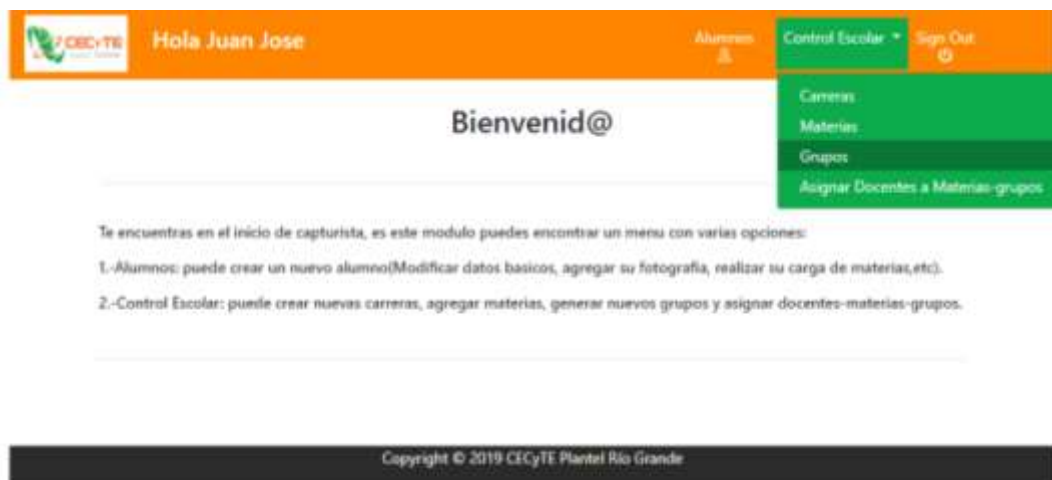 CECyTE
Hola Juan Jose
Alumnos
Control Escolar
Sign Out
Carreras
Materias
Grupos
Asignar Docentes a Materias-grupos
Bienvenid@
Te encuentras en el inicio de capturista, es este modulo puedes encontrar un menu con varias opciones:
1.-Alumnos: puede crear un nuevo alumno(Modificar datos basicos, agregar su fotografia, realizar su carga de materias,etc).
2.-Control Escolar: puede crear nuevas carreras, agregar materias, generar nuevos grupos y asignar docentes-materias-grupos.
Copyright © 2019 CECyTE Plantel Río Grande